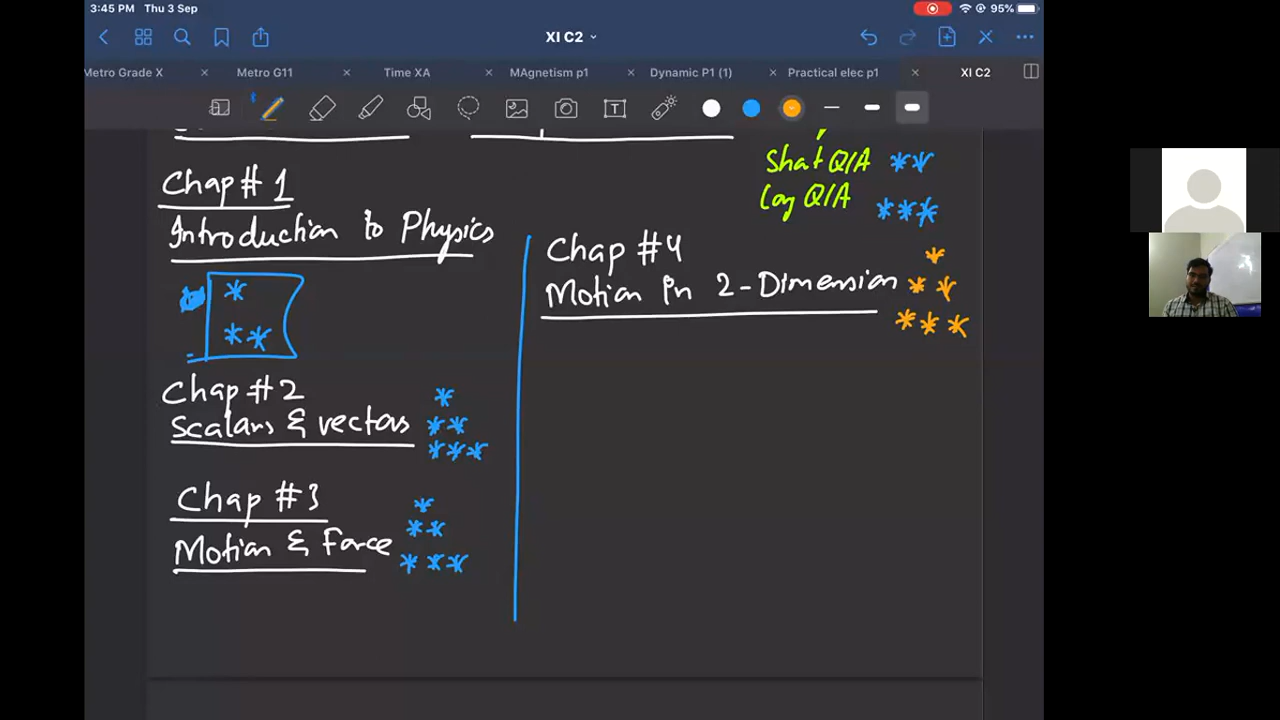 3:45 PM Thu 3 Sep
95%
XI C2
Metro Grade X
Metro G11
Time XA
MAgnetism p1
Dynamic P1 (1)
Practical elec p1
XI C2
T
Shat Q/A **
Log Q/A ***
Chap # 1
Introduction to Physics
*
**
Chap # 2
Scalars & vectors
*
**
***
Chap # 3
Motion & Force
*
**
***
Chap # 4
Motion In 2-Dimension
*
**
***